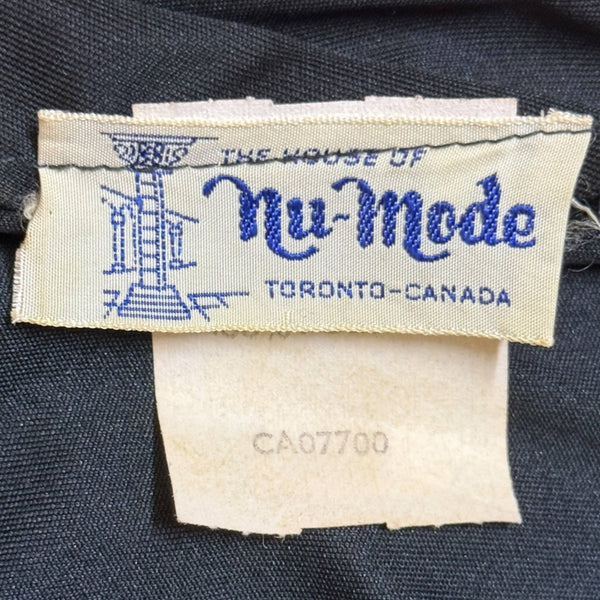 THE HOUSE OF
Nu-Mode
TORONTO-CANADA
CA07700